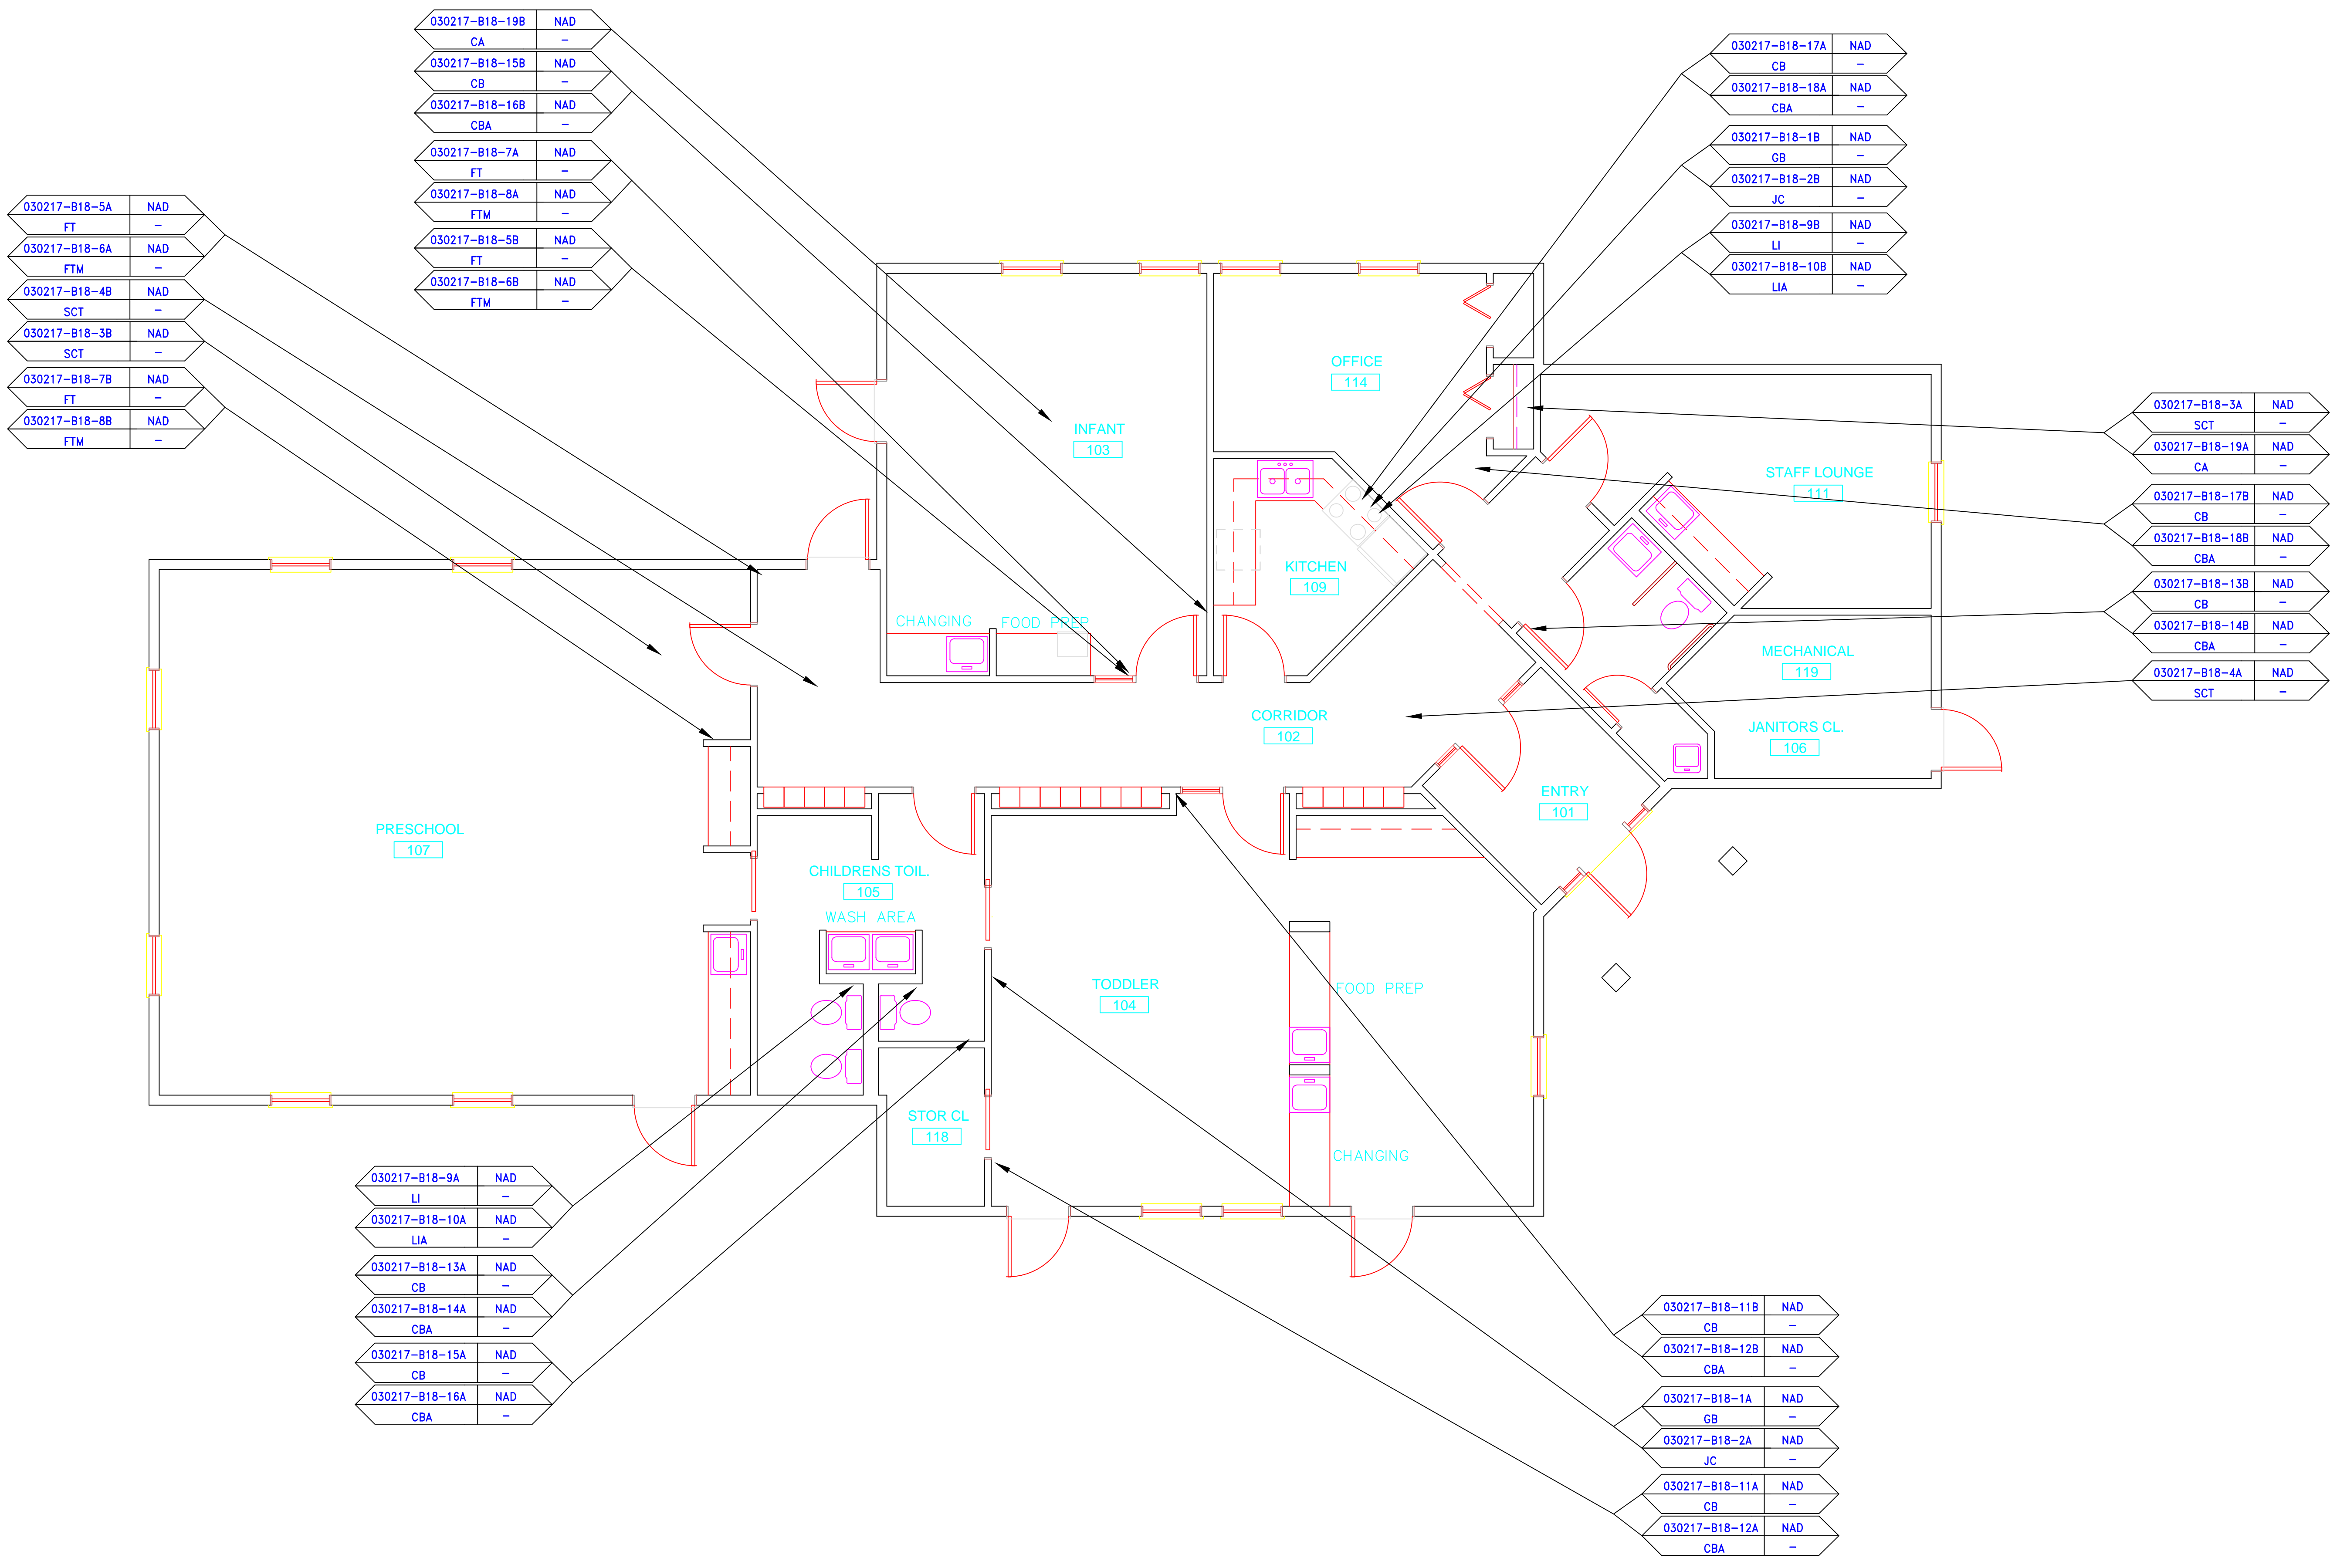 030217-B18-19B NAD
CA -
030217-B18-15B NAD
CB -
030217-B18-16B NAD
CBA -
030217-B18-7A NAD
FT -
030217-B18-8A NAD
FTM -
030217-B18-5B NAD
FT -
030217-B18-6B NAD
FTM -
030217-B18-17A NAD
CB -
030217-B18-18A NAD
CBA -
030217-B18-1B NAD
GB -
030217-B18-2B NAD
JC -
030217-B18-9B NAD
LI -
030217-B18-10B NAD
LIA -
030217-B18-5A NAD
FT -
030217-B18-6A NAD
FTM -
030217-B18-4B NAD
SCT -
030217-B18-3B NAD
SCT -
030217-B18-7B NAD
FT -
030217-B18-8B NAD
FTM -
030217-B18-3A NAD
SCT -
030217-B18-19A NAD
CA -
030217-B18-17B NAD
CB -
030217-B18-18B NAD
CBA -
030217-B18-13B NAD
CB -
030217-B18-14B NAD
CBA -
030217-B18-4A NAD
SCT -
OFFICE
114
INFANT
103
STAFF LOUNGE
111
KITCHEN
109
CHANGING
FOOD PREP
MECHANICAL
119
CORRIDOR
102
JANITORS CL.
106
ENTRY
101
PRESCHOOL
107
CHILDRENS TOIL.
105
WASH AREA
TODDLER
104
FOOD PREP
STOR CL
118
CHANGING
030217-B18-9A NAD
LI -
030217-B18-10A NAD
LIA -
030217-B18-13A NAD
CB -
030217-B18-14A NAD
CBA -
030217-B18-15A NAD
CB -
030217-B18-16A NAD
CBA -
030217-B18-11B NAD
CB -
030217-B18-12B NAD
CBA -
030217-B18-1A NAD
GB -
030217-B18-2A NAD
JC -
030217-B18-11A NAD
CB -
030217-B18-12A NAD
CBA -